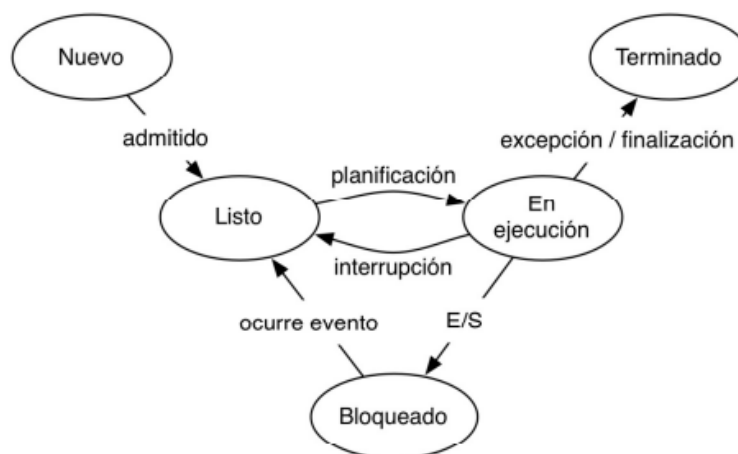 Nuevo
Terminado
admitido
excepción / finalización
planificación
Listo
En
ejecución
interrupción
ocurre evento
E/S
Bloqueado